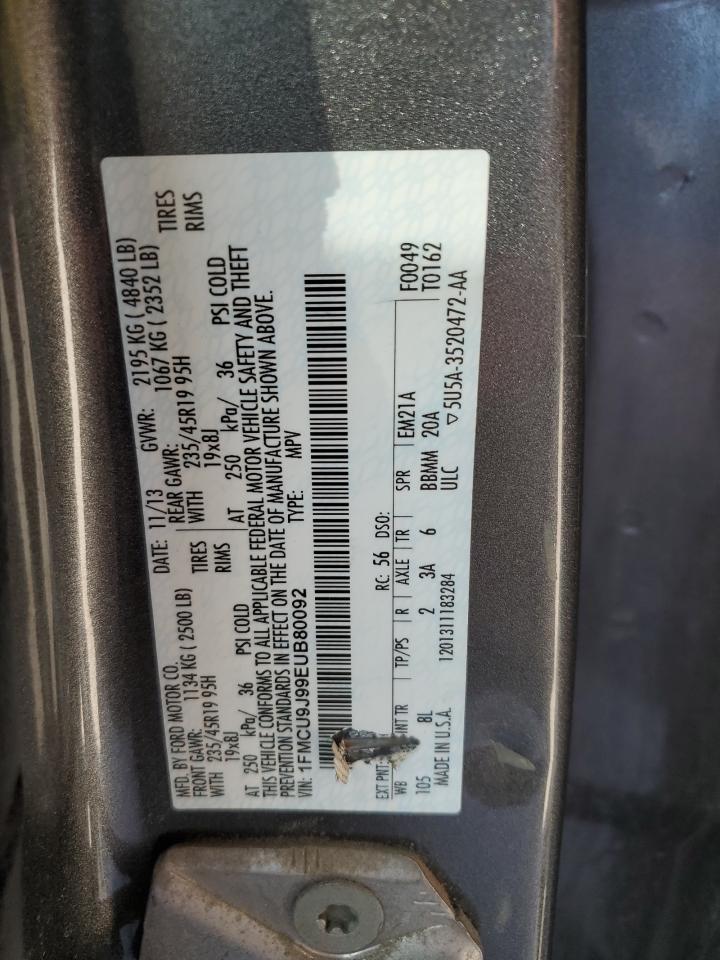 MFD. BY FORD MOTOR CO.
DATE: 11/13 GVWR: 2195 KG ( 4840 LB)
FRONT GAWR: 1134 KG ( 2500 LB)
REAR GAWR: 1067 KG ( 2352 LB)
WITH 235/45R19 95H TIRES
WITH 235/45R19 95H TIRES
19x8J RIMS
19x8J RIMS
AT 250 kPa/ 36 PSI COLD
AT 250 kPa/ 36 PSI COLD
THIS VEHICLE CONFORMS TO ALL APPLICABLE FEDERAL MOTOR VEHICLE SAFETY AND THEFT
PREVENTION STANDARDS IN EFFECT ON THE DATE OF MANUFACTURE SHOWN ABOVE.
VIN: 1FMCU9J99EUB80092 TYPE: MPV
EXT PNT: RC: 56 DSO: F0049
WB INT TR TP/PS R AXLE TR SPR EM21A T0162
105 8L 2 3A 6 BBMM 20A
MADE IN U.S.A. 1201311183284 ULC ▽5U5A-3520472-AA